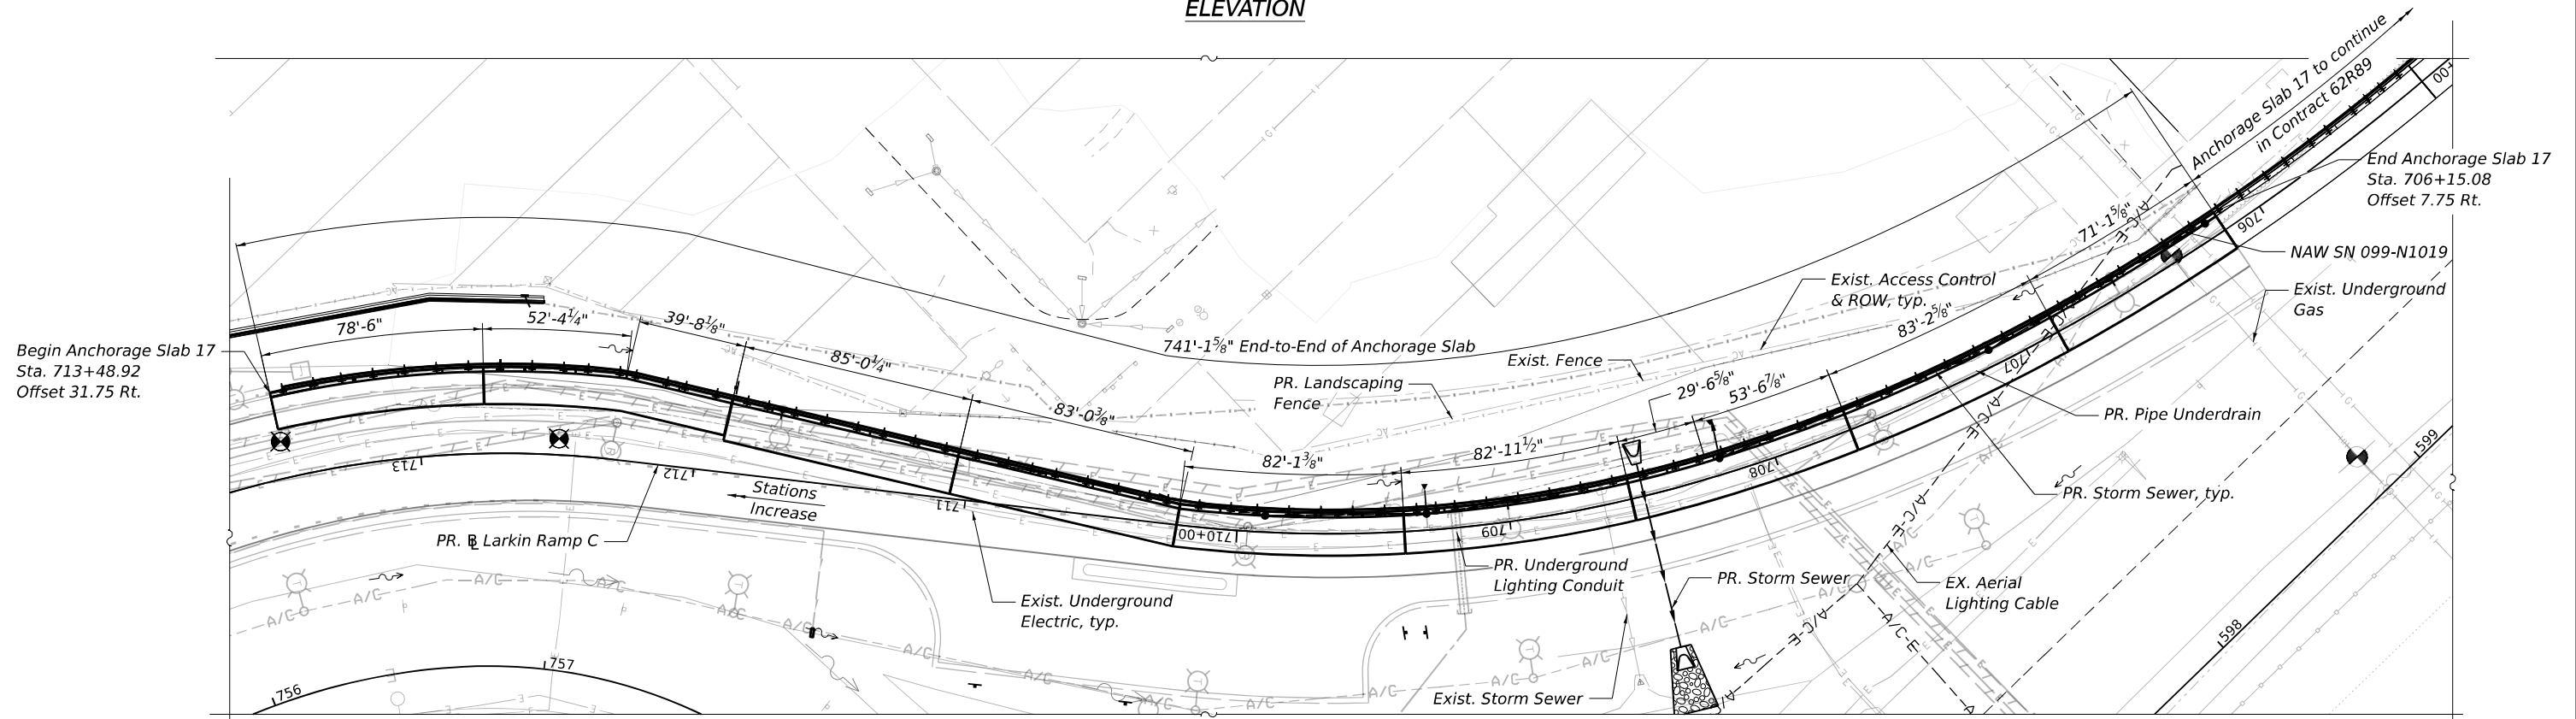 ELEVATION
Anchorage Slab 17 to continue
in Contract 62R89
End Anchorage Slab 17
Sta. 706+15.08
Offset 7.75 Rt.
NAW SN 099-N1019
Exist. Underground
Gas
71'-1⅝"
706
00+
Exist. Access Control
& ROW, typ.
83'-2⅝"
78'-6"
52'-4¼"
39'-8⅛"
85'-0¼"
741'-1⅝" End-to-End of Anchorage Slab
Exist. Fence
Begin Anchorage Slab 17
Sta. 713+48.92
Offset 31.75 Rt.
PR. Landscaping
Fence
29'-6⅝"
53'-6⅞"
707
83'-0⅜"
PR. Pipe Underdrain
82'-1⅜"
82'-11½"
713
712
708
599
Stations
Increase
PR. Storm Sewer, typ.
711
710+00
709
PR. ℄ Larkin Ramp C
PR. Underground
Lighting Conduit
PR. Storm Sewer
EX. Aerial
Lighting Cable
Exist. Underground
Electric, typ.
A/C-E
A/C-E
A/C-E
A/C-E
A/C-E
A/C-E
A/C-E
A/C
A/C
A/C
A/C
A/C
A/C
A/C
A/C
A/C
A/C
598
757
756
Exist. Storm Sewer